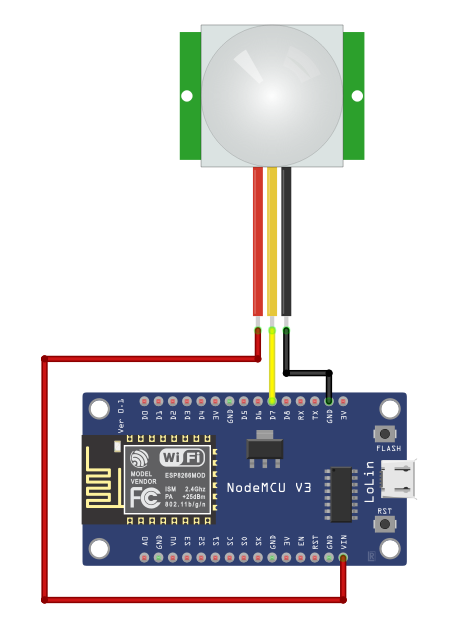 D0 D1 D2 D3 D4 3V GND D5 D6 D7 D8 RX TX GND 3V
Ver 0.1
FLASH
WiFi
MODEL
VENDOR
ESP8266MOD
FC
ISM 2.4Ghz
PA +25dBm
802.11b/g/n
NodeMCU V3
LoLin
RST
A0 GND VU S3 S2 S1 SC S0 SK GND 3V EN RST GND VIN